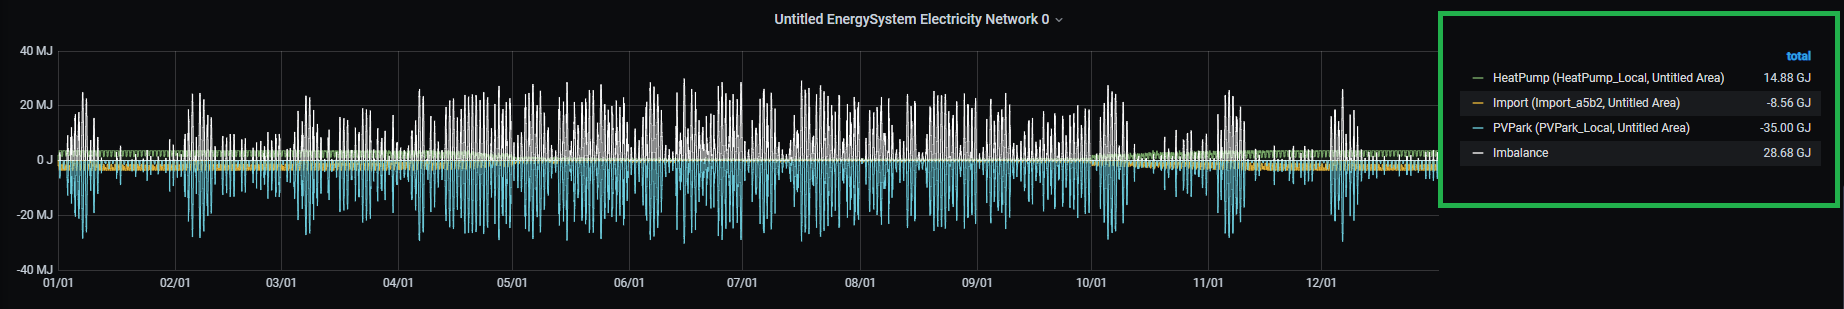 Untitled EnergySystem Electricity Network 0
40 MJ
20 MJ
0 J
-20 MJ
-40 MJ
01/01 02/01 03/01 04/01 05/01 06/01 07/01 08/01 09/01 10/01 11/01 12/01
total
HeatPump (HeatPump_Local, Untitled Area) 14.88 GJ
Import (Import_a5b2, Untitled Area) -8.56 GJ
PVPark (PVPark_Local, Untitled Area) -35.00 GJ
Imbalance 28.68 GJ